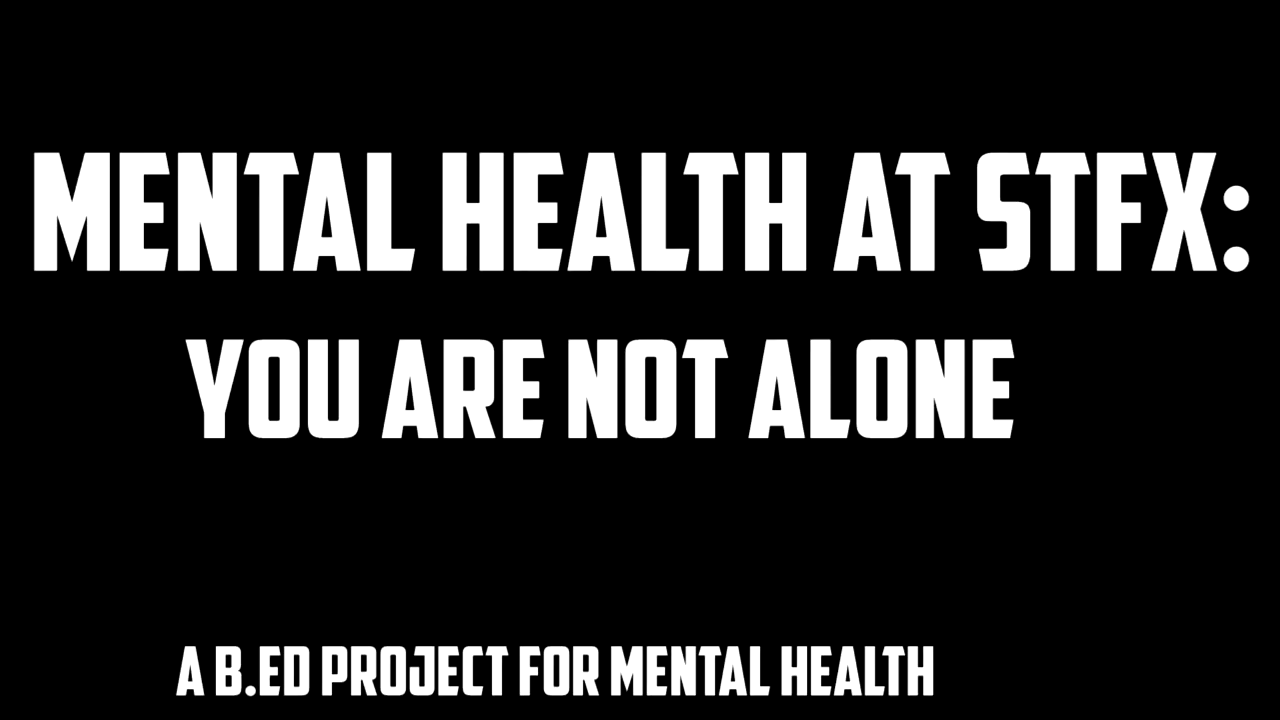 MENTAL HEALTH AT STFX:
YOU ARE NOT ALONE
A B.ED PROJECT FOR MENTAL HEALTH